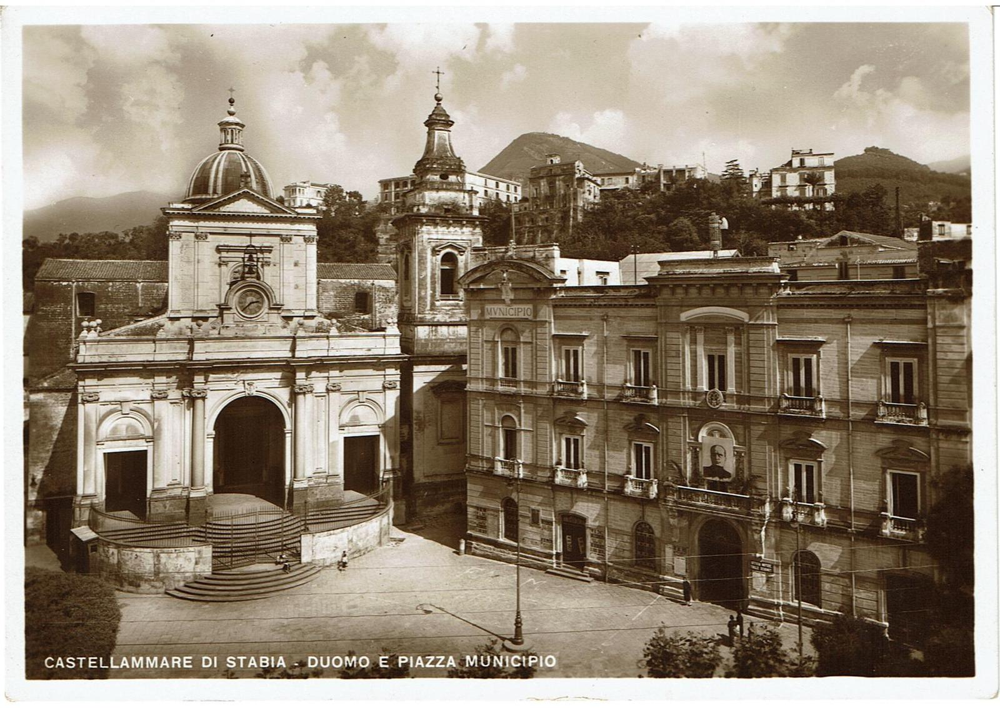 MVNICIPIO
CASTELLAMMARE DI STABIA - DUOMO E PIAZZA MUNICIPIO